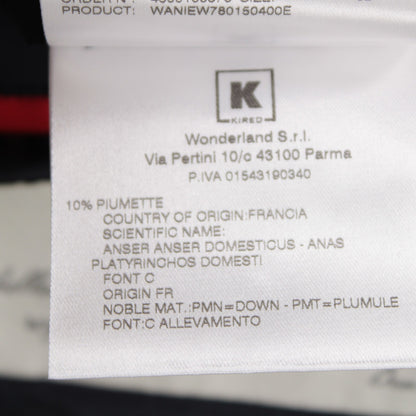 PRODUCT: WANIEW780150400E
K
KIRED
Wonderland S.r.l.
Via Pertini 10/c 43100 Parma
P.IVA 01543190340
10% PIUMETTE
COUNTRY OF ORIGIN:FRANCIA
SCIENTIFIC NAME:
ANSER ANSER DOMESTICUS - ANAS
PLATYRINCHOS DOMESTI
FONT C
ORIGIN FR
NOBLE MAT.:PMN=DOWN - PMT=PLUMULE
FONT:C ALLEVAMENTO